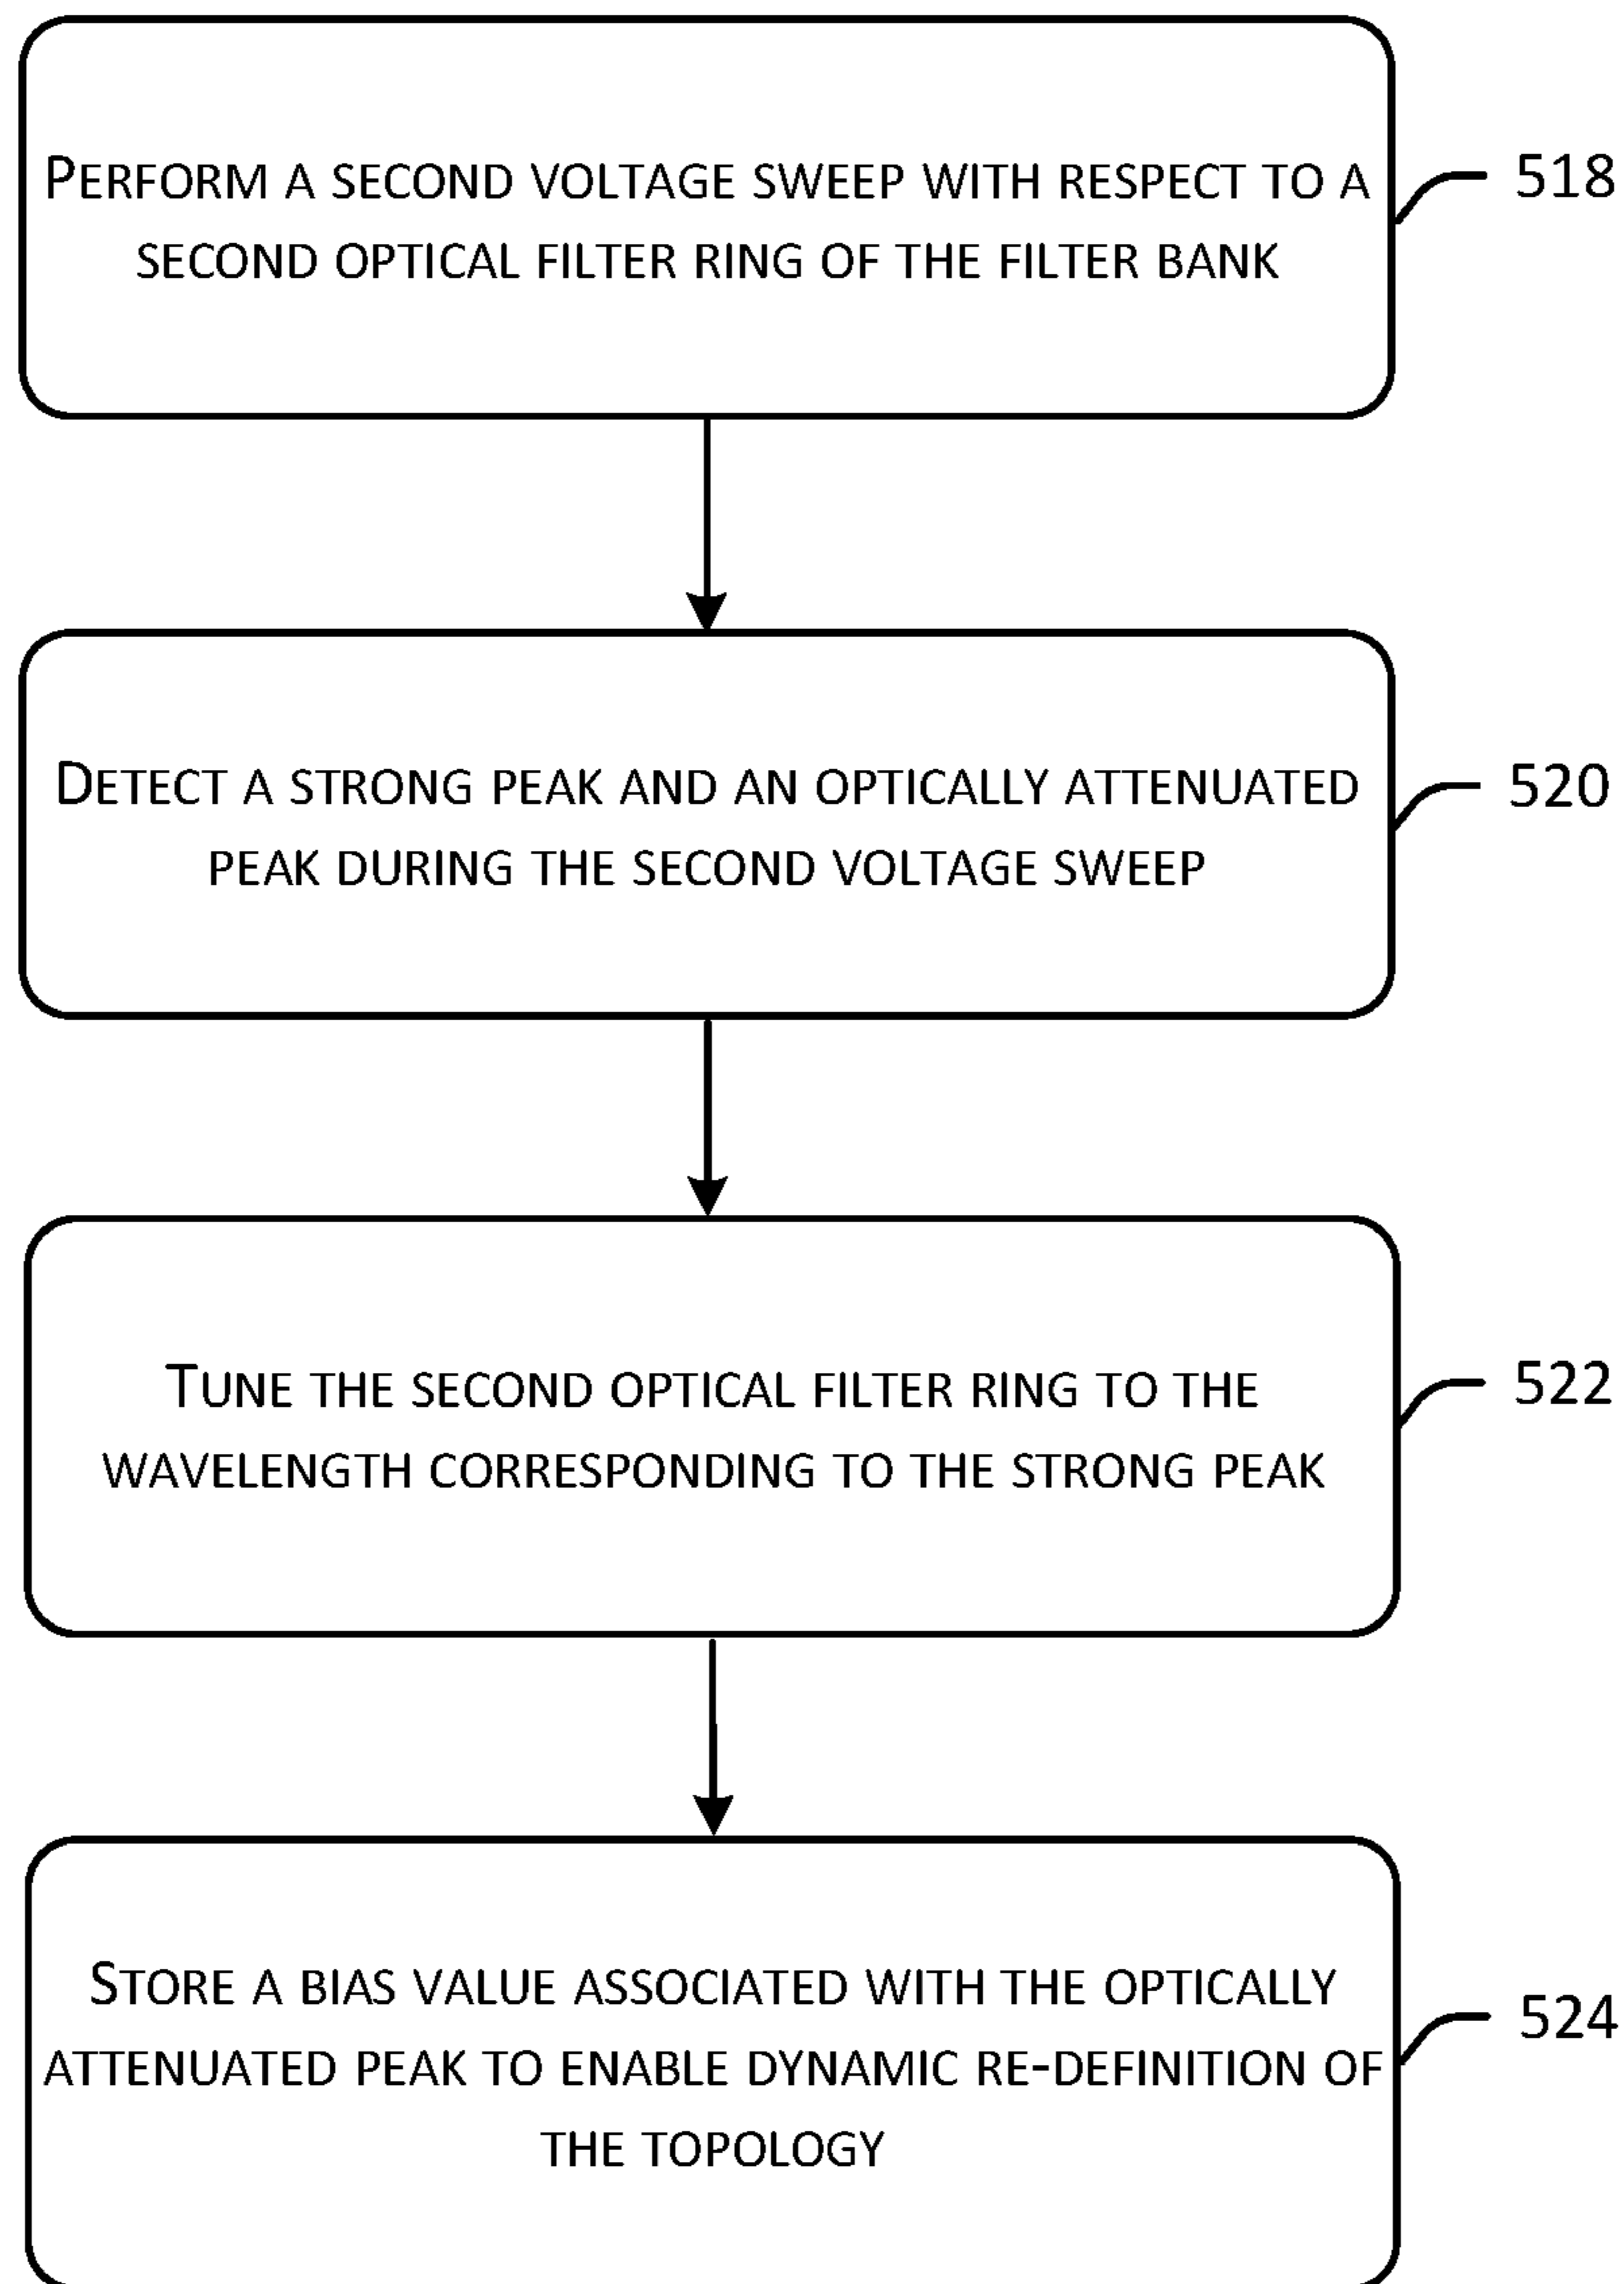 Perform a second voltage sweep with respect to a
second optical filter ring of the filter bank
518
Detect a strong peak and an optically attenuated
peak during the second voltage sweep
520
Tune the second optical filter ring to the
wavelength corresponding to the strong peak
522
Store a bias value associated with the optically
attenuated peak to enable dynamic re-definition of
the topology
524